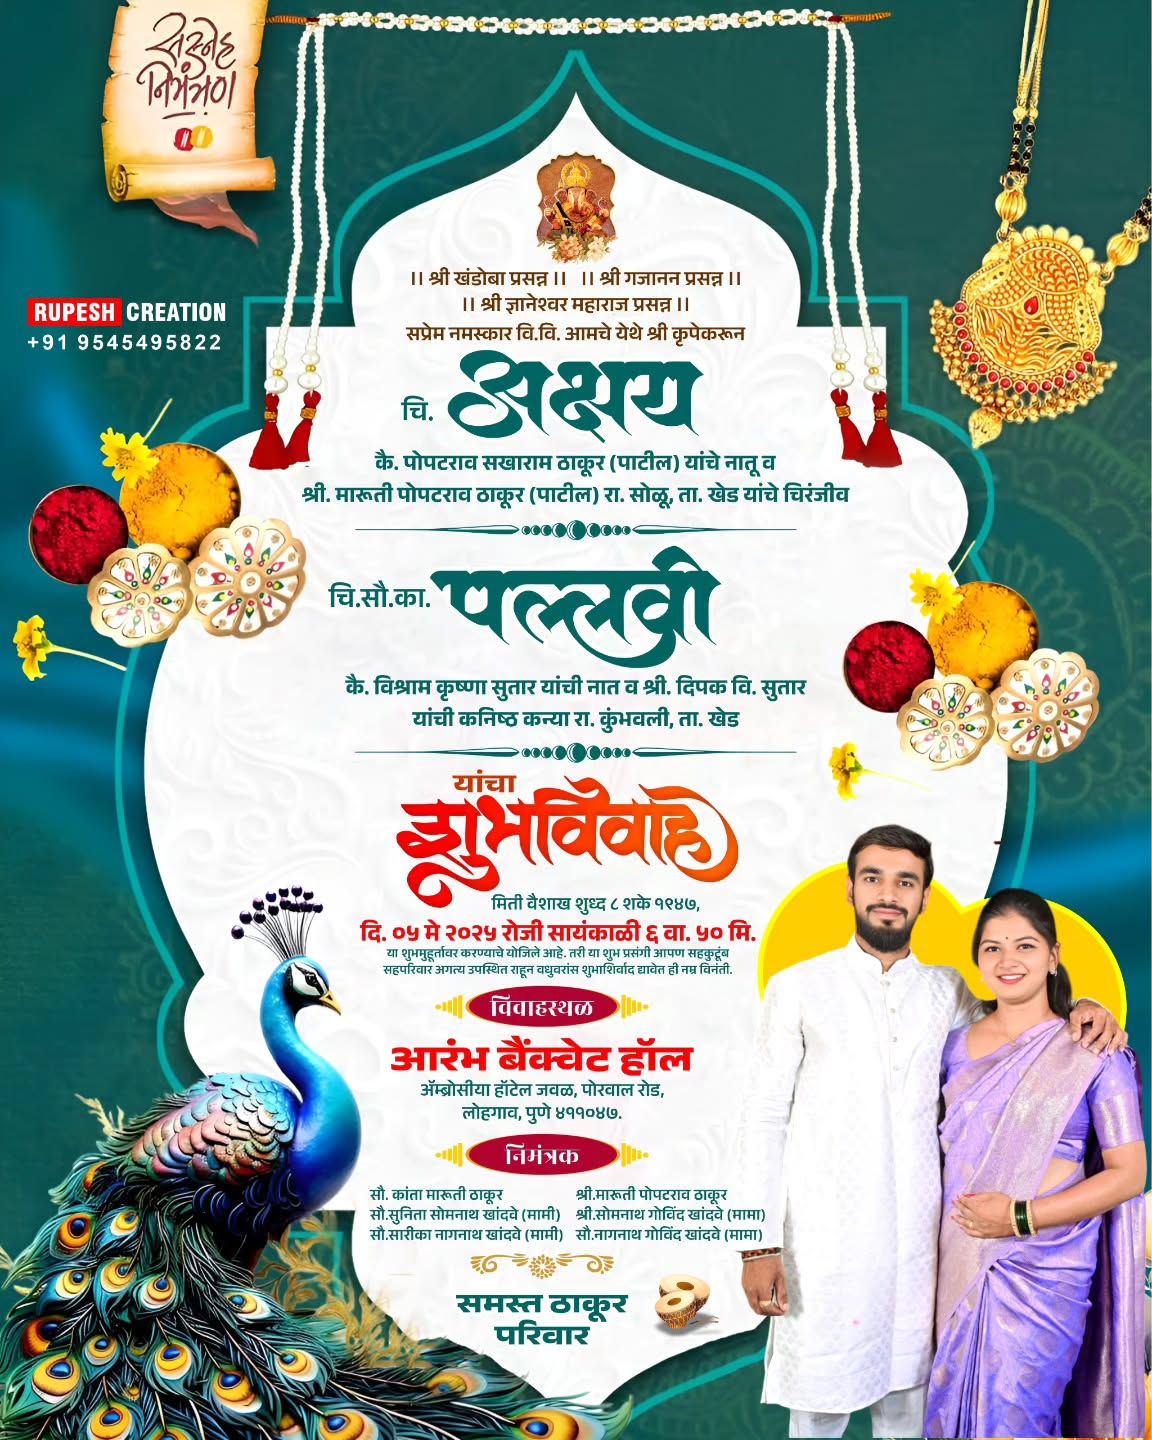 सस्नेह
निमंत्रण
।। श्री खंडोबा प्रसन्न ।। ।। श्री गजानन प्रसन्न ।।
।। श्री ज्ञानेश्वर महाराज प्रसन्न ।।
RUPESH CREATION
+91 9545495822
सप्रेम नमस्कार वि.वि. आमचे येथे श्री कृपेकरून
चि. अक्षय
कै. पोपटराव सखाराम ठाकूर (पाटील) यांचे नातू व
श्री. मारूती पोपटराव ठाकूर (पाटील) रा. सोळू, ता. खेड यांचे चिरंजीव
चि.सौ.का. पल्लवी
कै. विश्राम कृष्णा सुतार यांची नात व श्री. दिपक वि. सुतार
यांची कनिष्ठ कन्या रा. कुंभवली, ता. खेड
यांचा
शुभविवाह
मिती वैशाख शुध्द ८ शके १९४७,
दि. ०५ मे २०२५ रोजी सायंकाळी ६ वा. ५० मि.
या शुभमुहूर्तावर करण्याचे योजिले आहे. तरी या शुभ प्रसंगी आपण सहकुटूंब
सहपरिवार अगत्य उपस्थित राहून वधुवरांस शुभाशिर्वाद द्यावेत ही नम्र विनंती.
विवाहस्थळ
आरंभ बैंक्वेट हॉल
ॲम्ब्रोसीया हॉटेल जवळ, पोरवाल रोड,
लोहगाव, पुणे ४११०४७.
निमंत्रक
सौ. कांता मारूती ठाकूर श्री.मारूती पोपटराव ठाकूर
सौ.सुनिता सोमनाथ खांदवे (मामी) श्री.सोमनाथ गोविंद खांदवे (मामा)
सौ.सारीका नागनाथ खांदवे (मामी) सौ.नागनाथ गोविंद खांदवे (मामा)
समस्त ठाकूर
परिवार